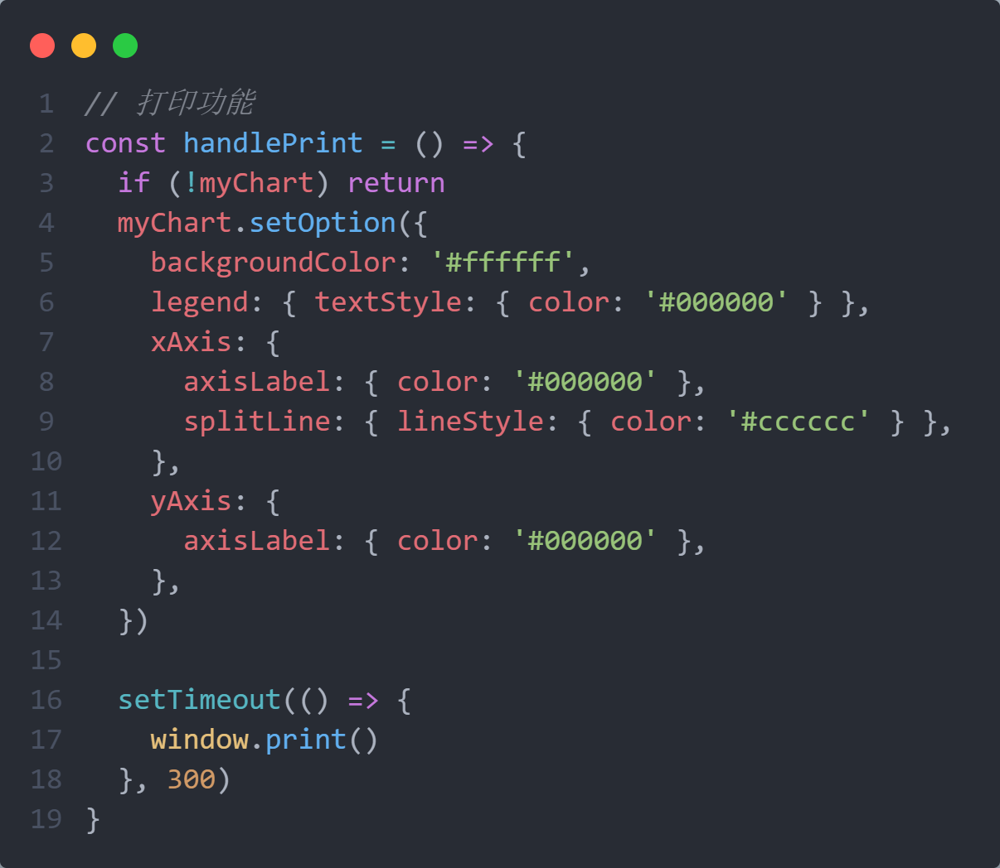 1 // 打印功能
2 const handlePrint = () => {
3   if (!myChart) return
4   myChart.setOption({
5     backgroundColor: '#ffffff',
6     legend: { textStyle: { color: '#000000' } },
7     xAxis: {
8       axisLabel: { color: '#000000' },
9       splitLine: { lineStyle: { color: '#cccccc' } },
10     },
11     yAxis: {
12       axisLabel: { color: '#000000' },
13     },
14   })
15
16   setTimeout(() => {
17     window.print()
18   }, 300)
19 }